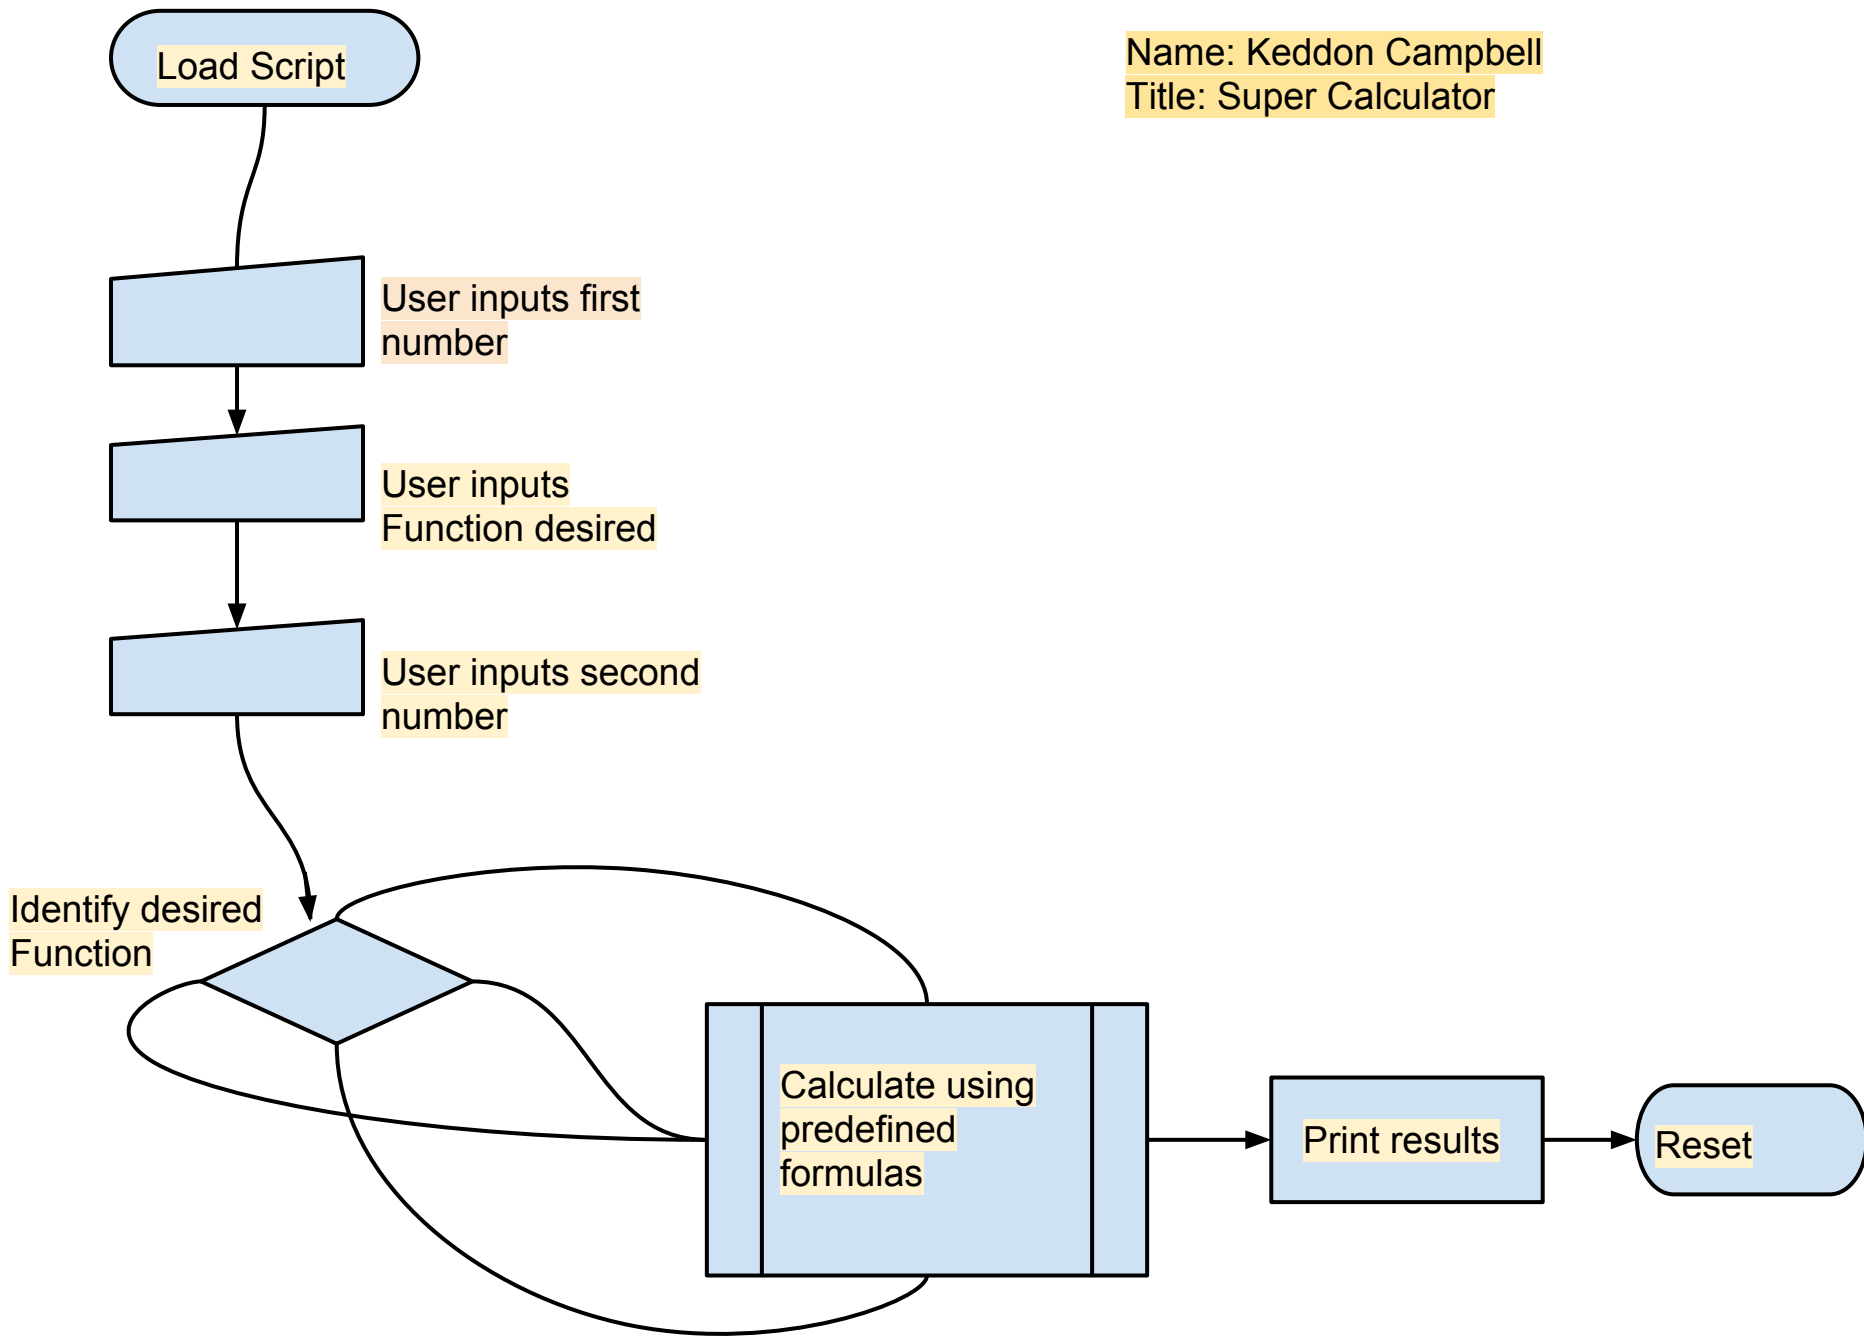 Load Script
Name: Keddon Campbell
Title: Super Calculator
User inputs first
number
User inputs
Function desired
User inputs second
number
Identify desired
Function
Calculate using
predefined
formulas
Print results
Reset